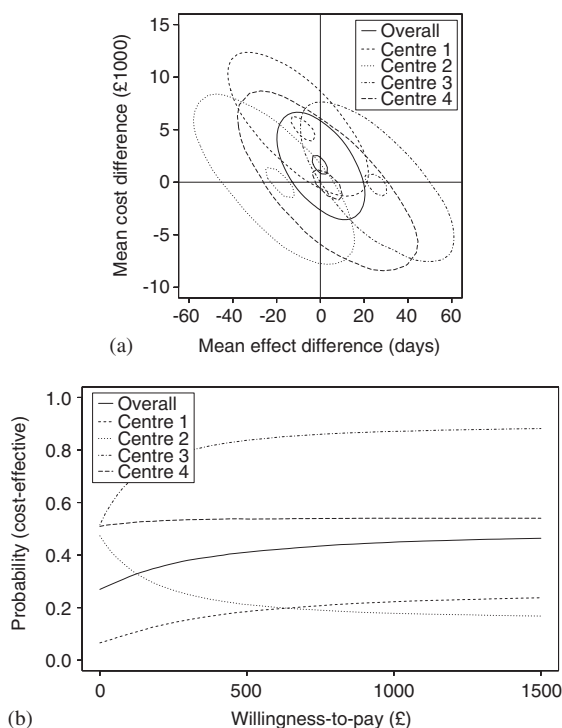 15
10
5
0
-5
-10
Mean cost difference (£1000)
Overall
Centre 1
Centre 2
Centre 3
Centre 4
-60 -40 -20 0 20 40 60
(a) Mean effect difference (days)
1.0
0.8
0.6
0.4
0.2
0.0
Probability (cost-effective)
Overall
Centre 1
Centre 2
Centre 3
Centre 4
0 500 1000 1500
(b) Willingness-to-pay (£)